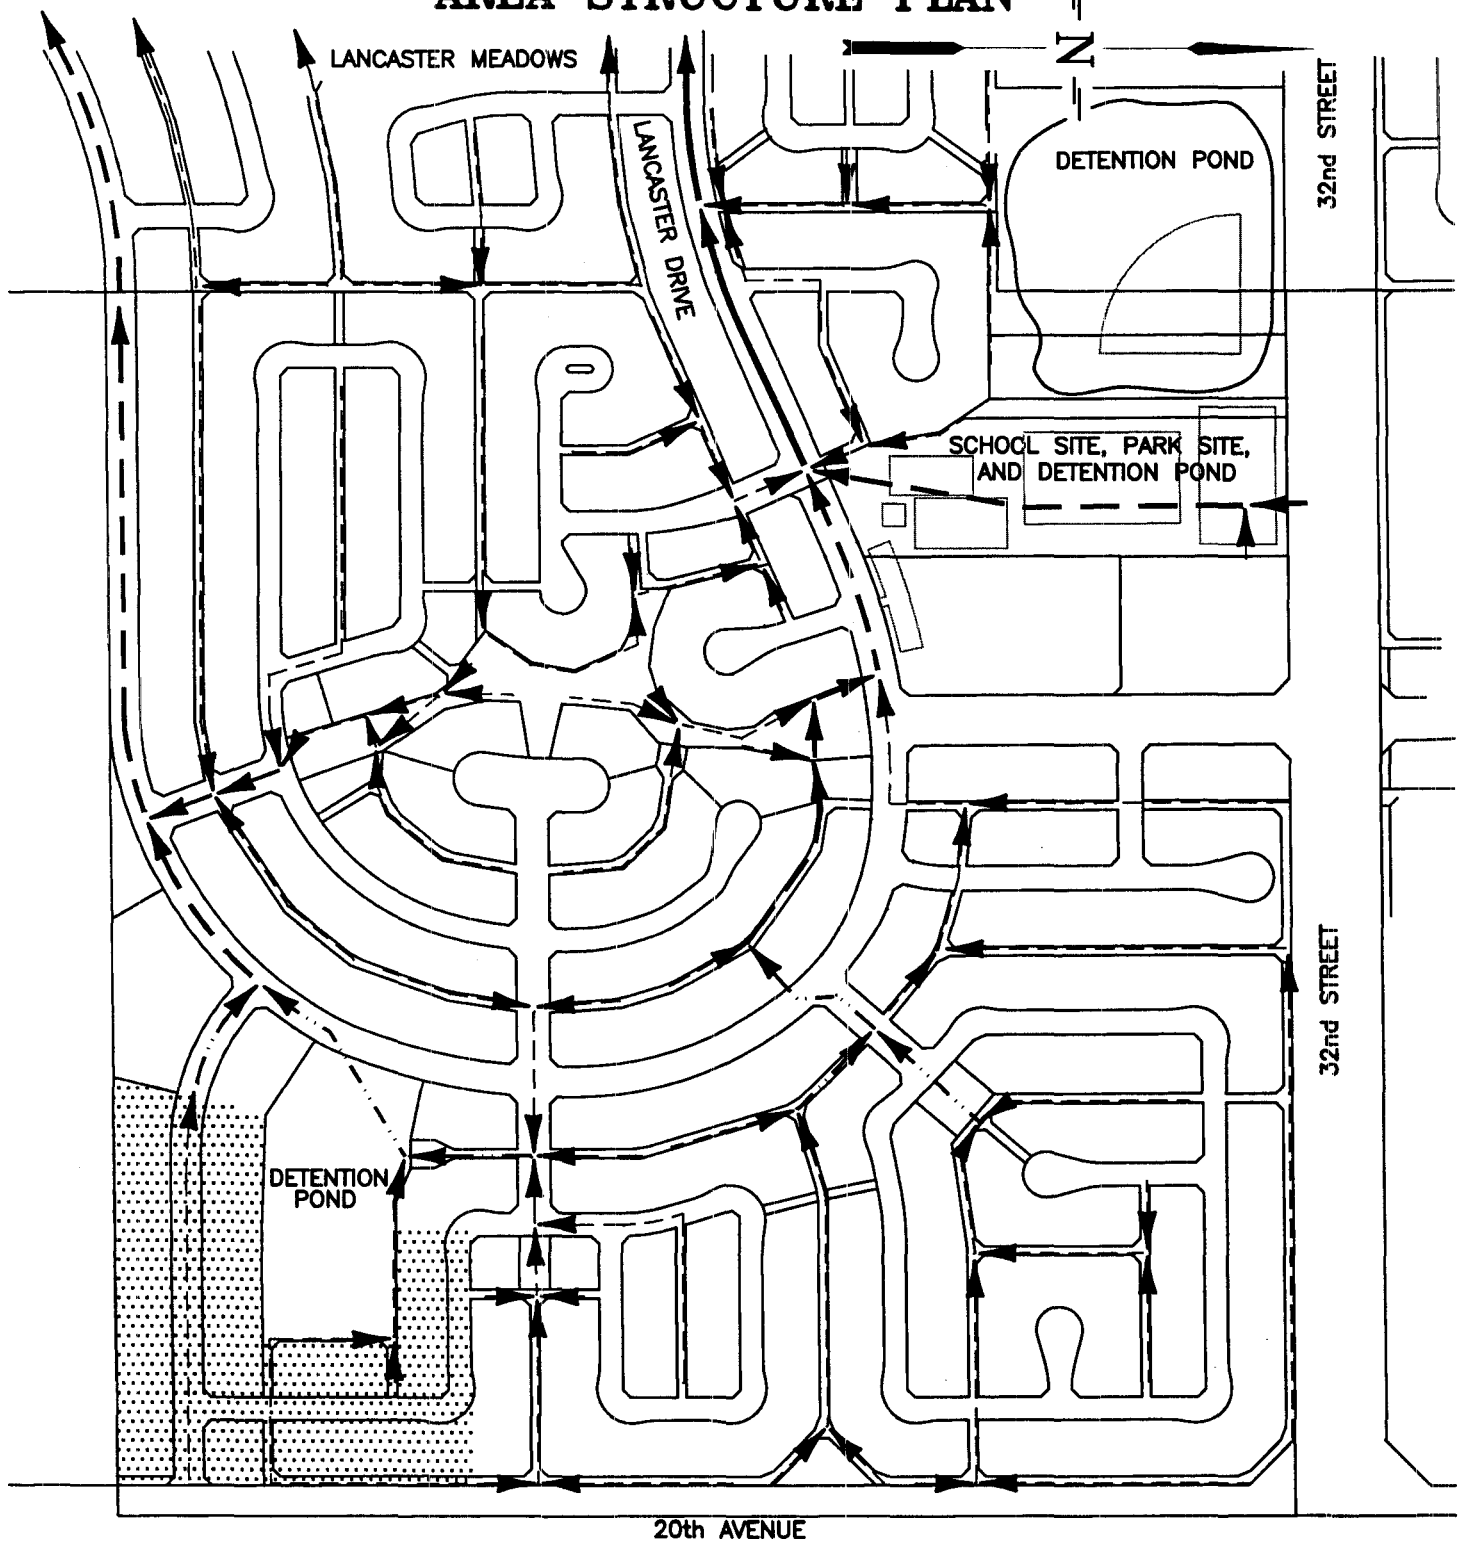 AREA STRUCTURE PLAN
LANCASTER MEADOWS
N
32nd STREET
LANCASTER DRIVE
DETENTION POND
SCHOOL SITE, PARK SITE,
AND DETENTION POND
32nd STREET
DETENTION
POND
20th AVENUE